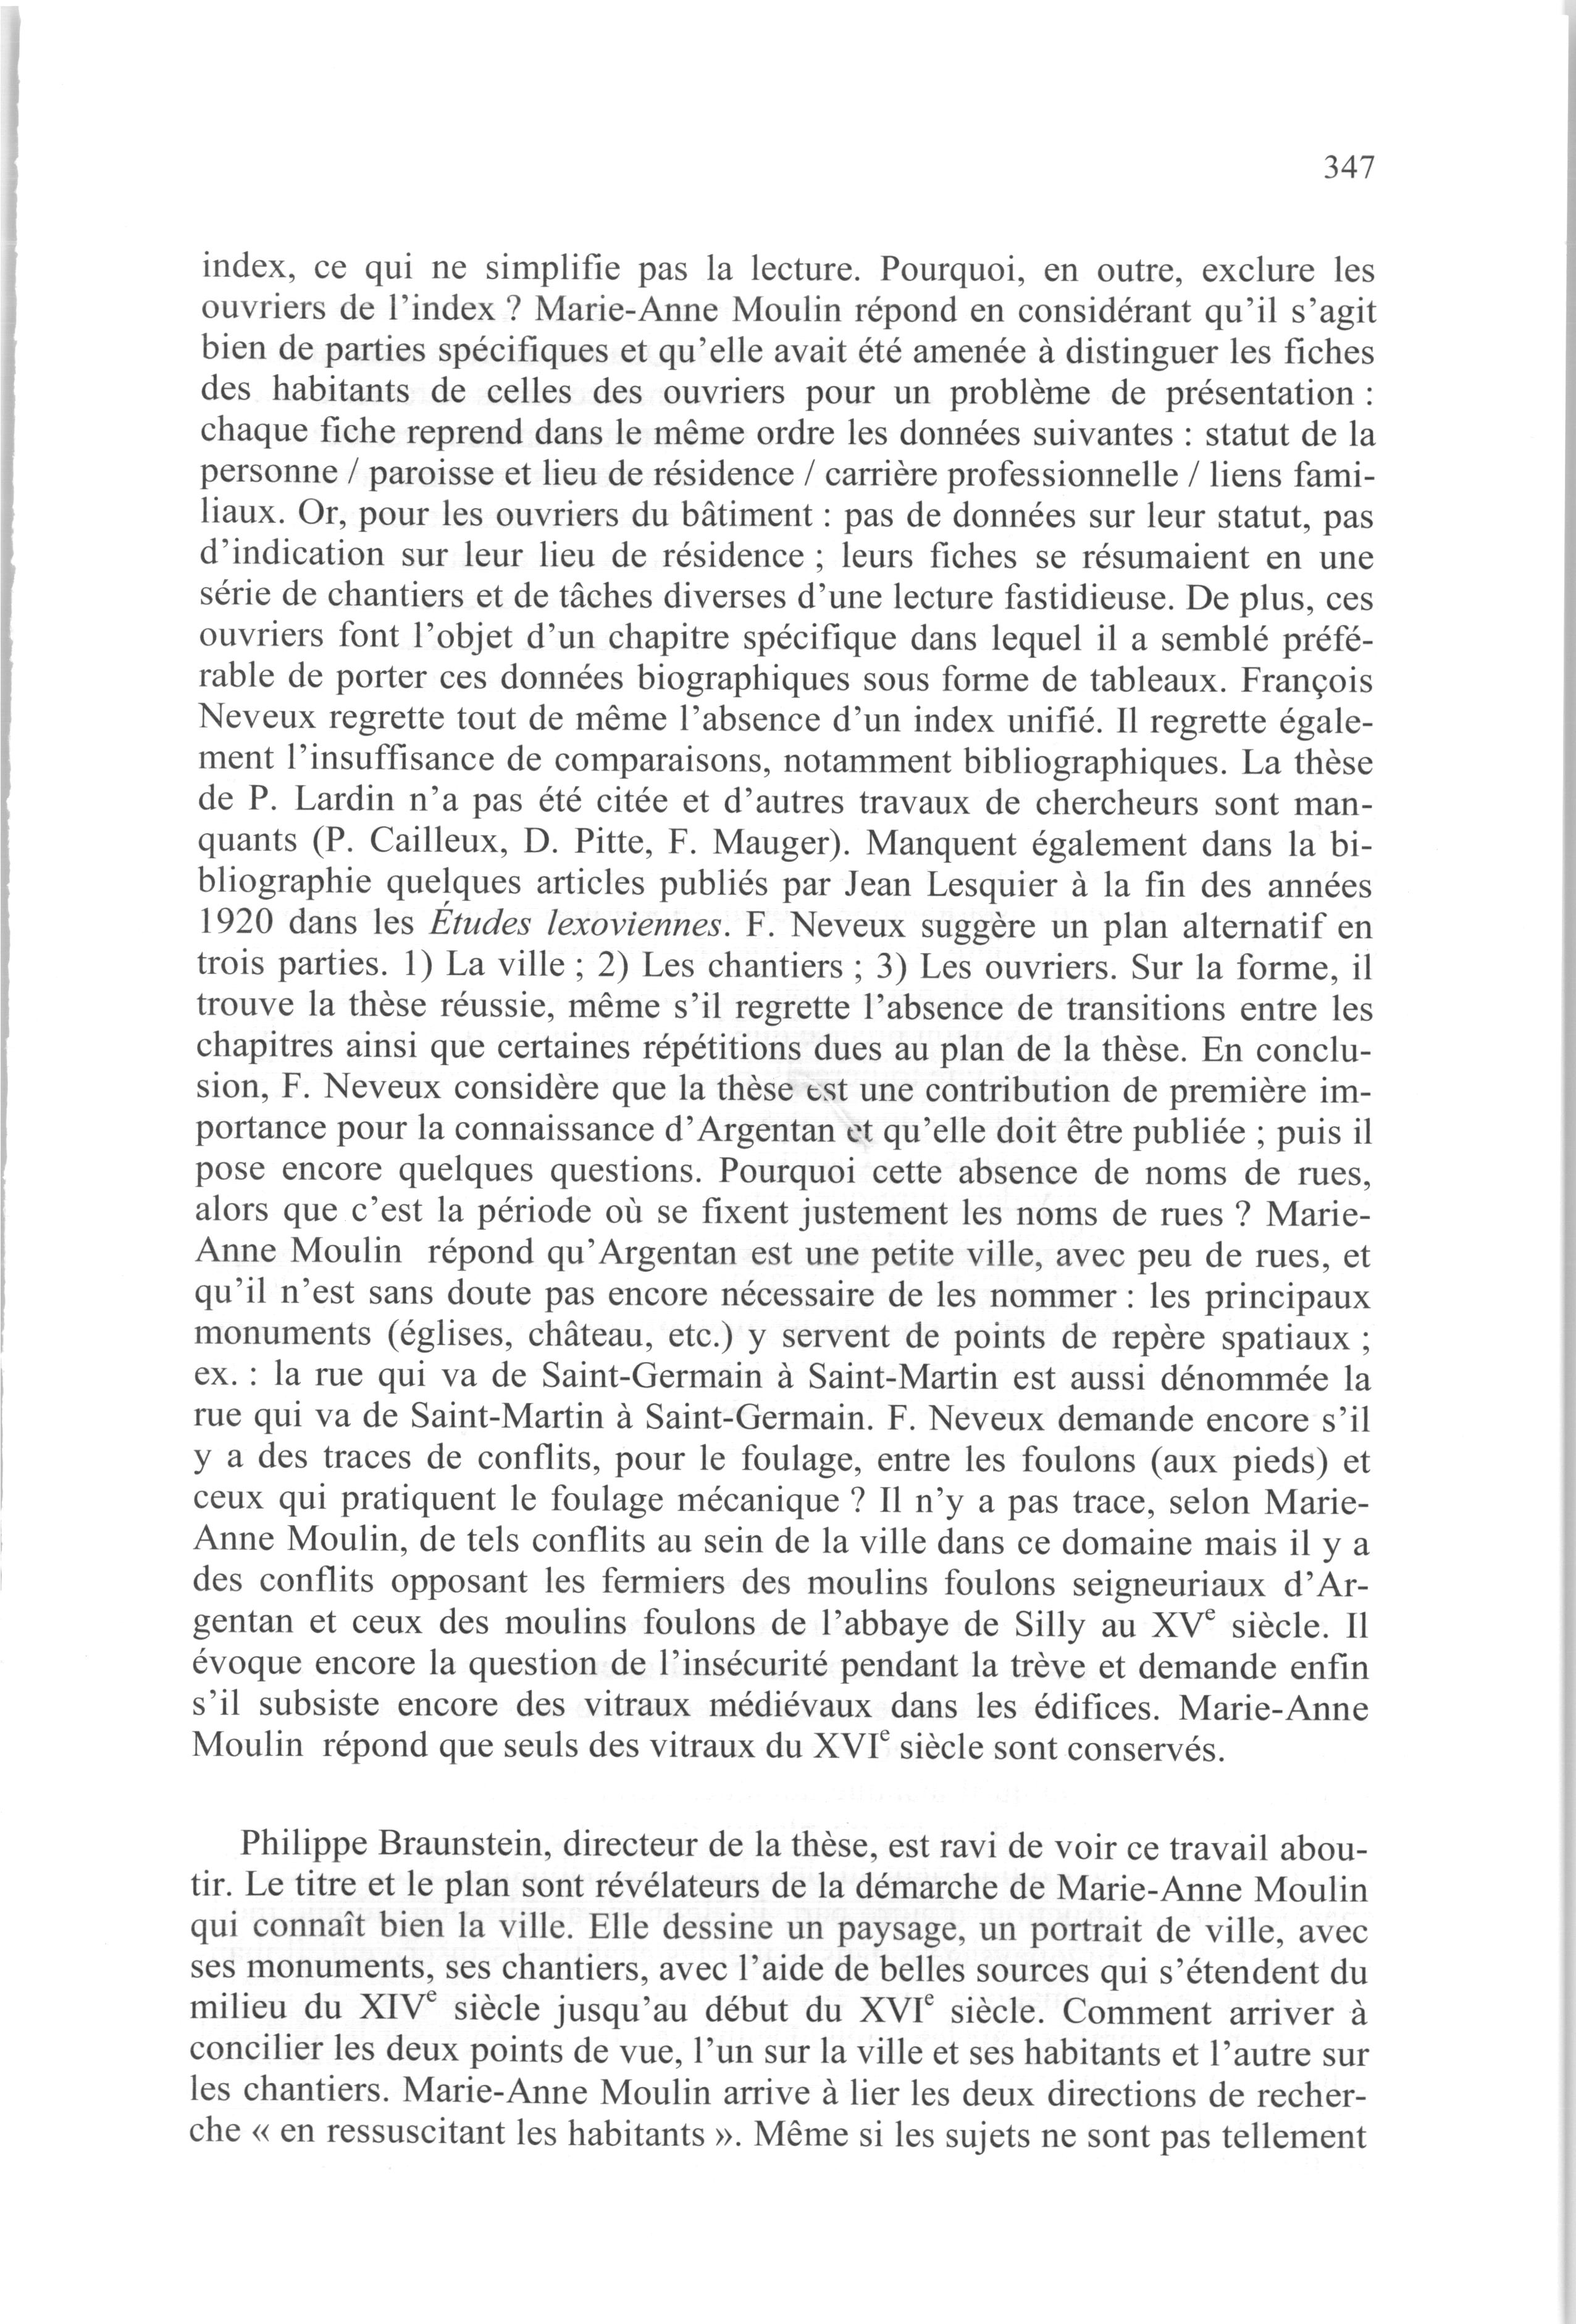 347
index, ce qui ne simplifie pas la lecture. Pourquoi, en outre, exclure les
ouvriers de l'index ? Marie-Anne Moulin répond en considérant qu'il s'agit
bien de parties spécifiques et qu'elle avait été amenée à distinguer les fiches
des habitants de celles des ouvriers pour un problème de présentation :
chaque fiche reprend dans le même ordre les données suivantes : statut de la
personne / paroisse et lieu de résidence / carrière professionnelle / liens fami-
liaux. Or, pour les ouvriers du bâtiment : pas de données sur leur statut, pas
d'indication sur leur lieu de résidence ; leurs fiches se résumaient en une
série de chantiers et de tâches diverses d'une lecture fastidieuse. De plus, ces
ouvriers font l'objet d'un chapitre spécifique dans lequel il a semblé préfé-
rable de porter ces données biographiques sous forme de tableaux. François
Neveux regrette tout de même l'absence d'un index unifié. Il regrette égale-
ment l'insuffisance de comparaisons, notamment bibliographiques. La thèse
de P. Lardin n'a pas été citée et d'autres travaux de chercheurs sont man-
quants (P. Cailleux, D. Pitte, F. Mauger). Manquent également dans la bi-
bliographie quelques articles publiés par Jean Lesquier à la fin des années
1920 dans les Études lexoviennes. F. Neveux suggère un plan alternatif en
trois parties. 1) La ville ; 2) Les chantiers ; 3) Les ouvriers. Sur la forme, il
trouve la thèse réussie, même s'il regrette l'absence de transitions entre les
chapitres ainsi que certaines répétitions dues au plan de la thèse. En conclu-
sion, F. Neveux considère que la thèse est une contribution de première im-
portance pour la connaissance d'Argentan et qu'elle doit être publiée ; puis il
pose encore quelques questions. Pourquoi cette absence de noms de rues,
alors que c'est la période où se fixent justement les noms de rues ? Marie-
Anne Moulin répond qu'Argentan est une petite ville, avec peu de rues, et
qu'il n'est sans doute pas encore nécessaire de les nommer : les principaux
monuments (églises, château, etc.) y servent de points de repère spatiaux ;
ex. : la rue qui va de Saint-Germain à Saint-Martin est aussi dénommée la
rue qui va de Saint-Martin à Saint-Germain. F. Neveux demande encore s'il
y a des traces de conflits, pour le foulage, entre les foulons (aux pieds) et
ceux qui pratiquent le foulage mécanique ? Il n'y a pas trace, selon Marie-
Anne Moulin, de tels conflits au sein de la ville dans ce domaine mais il y a
des conflits opposant les fermiers des moulins foulons seigneuriaux d'Ar-
gentan et ceux des moulins foulons de l'abbaye de Silly au XVe siècle. Il
évoque encore la question de l'insécurité pendant la trève et demande enfin
s'il subsiste encore des vitraux médiévaux dans les édifices. Marie-Anne
Moulin répond que seuls des vitraux du XVIe siècle sont conservés.
Philippe Braunstein, directeur de la thèse, est ravi de voir ce travail abou-
tir. Le titre et le plan sont révélateurs de la démarche de Marie-Anne Moulin
qui connaît bien la ville. Elle dessine un paysage, un portrait de ville, avec
ses monuments, ses chantiers, avec l'aide de belles sources qui s'étendent du
milieu du XIVe siècle jusqu'au début du XVIe siècle. Comment arriver à
concilier les deux points de vue, l'un sur la ville et ses habitants et l'autre sur
les chantiers. Marie-Anne Moulin arrive à lier les deux directions de recher-
che « en ressuscitant les habitants ». Même si les sujets ne sont pas tellement